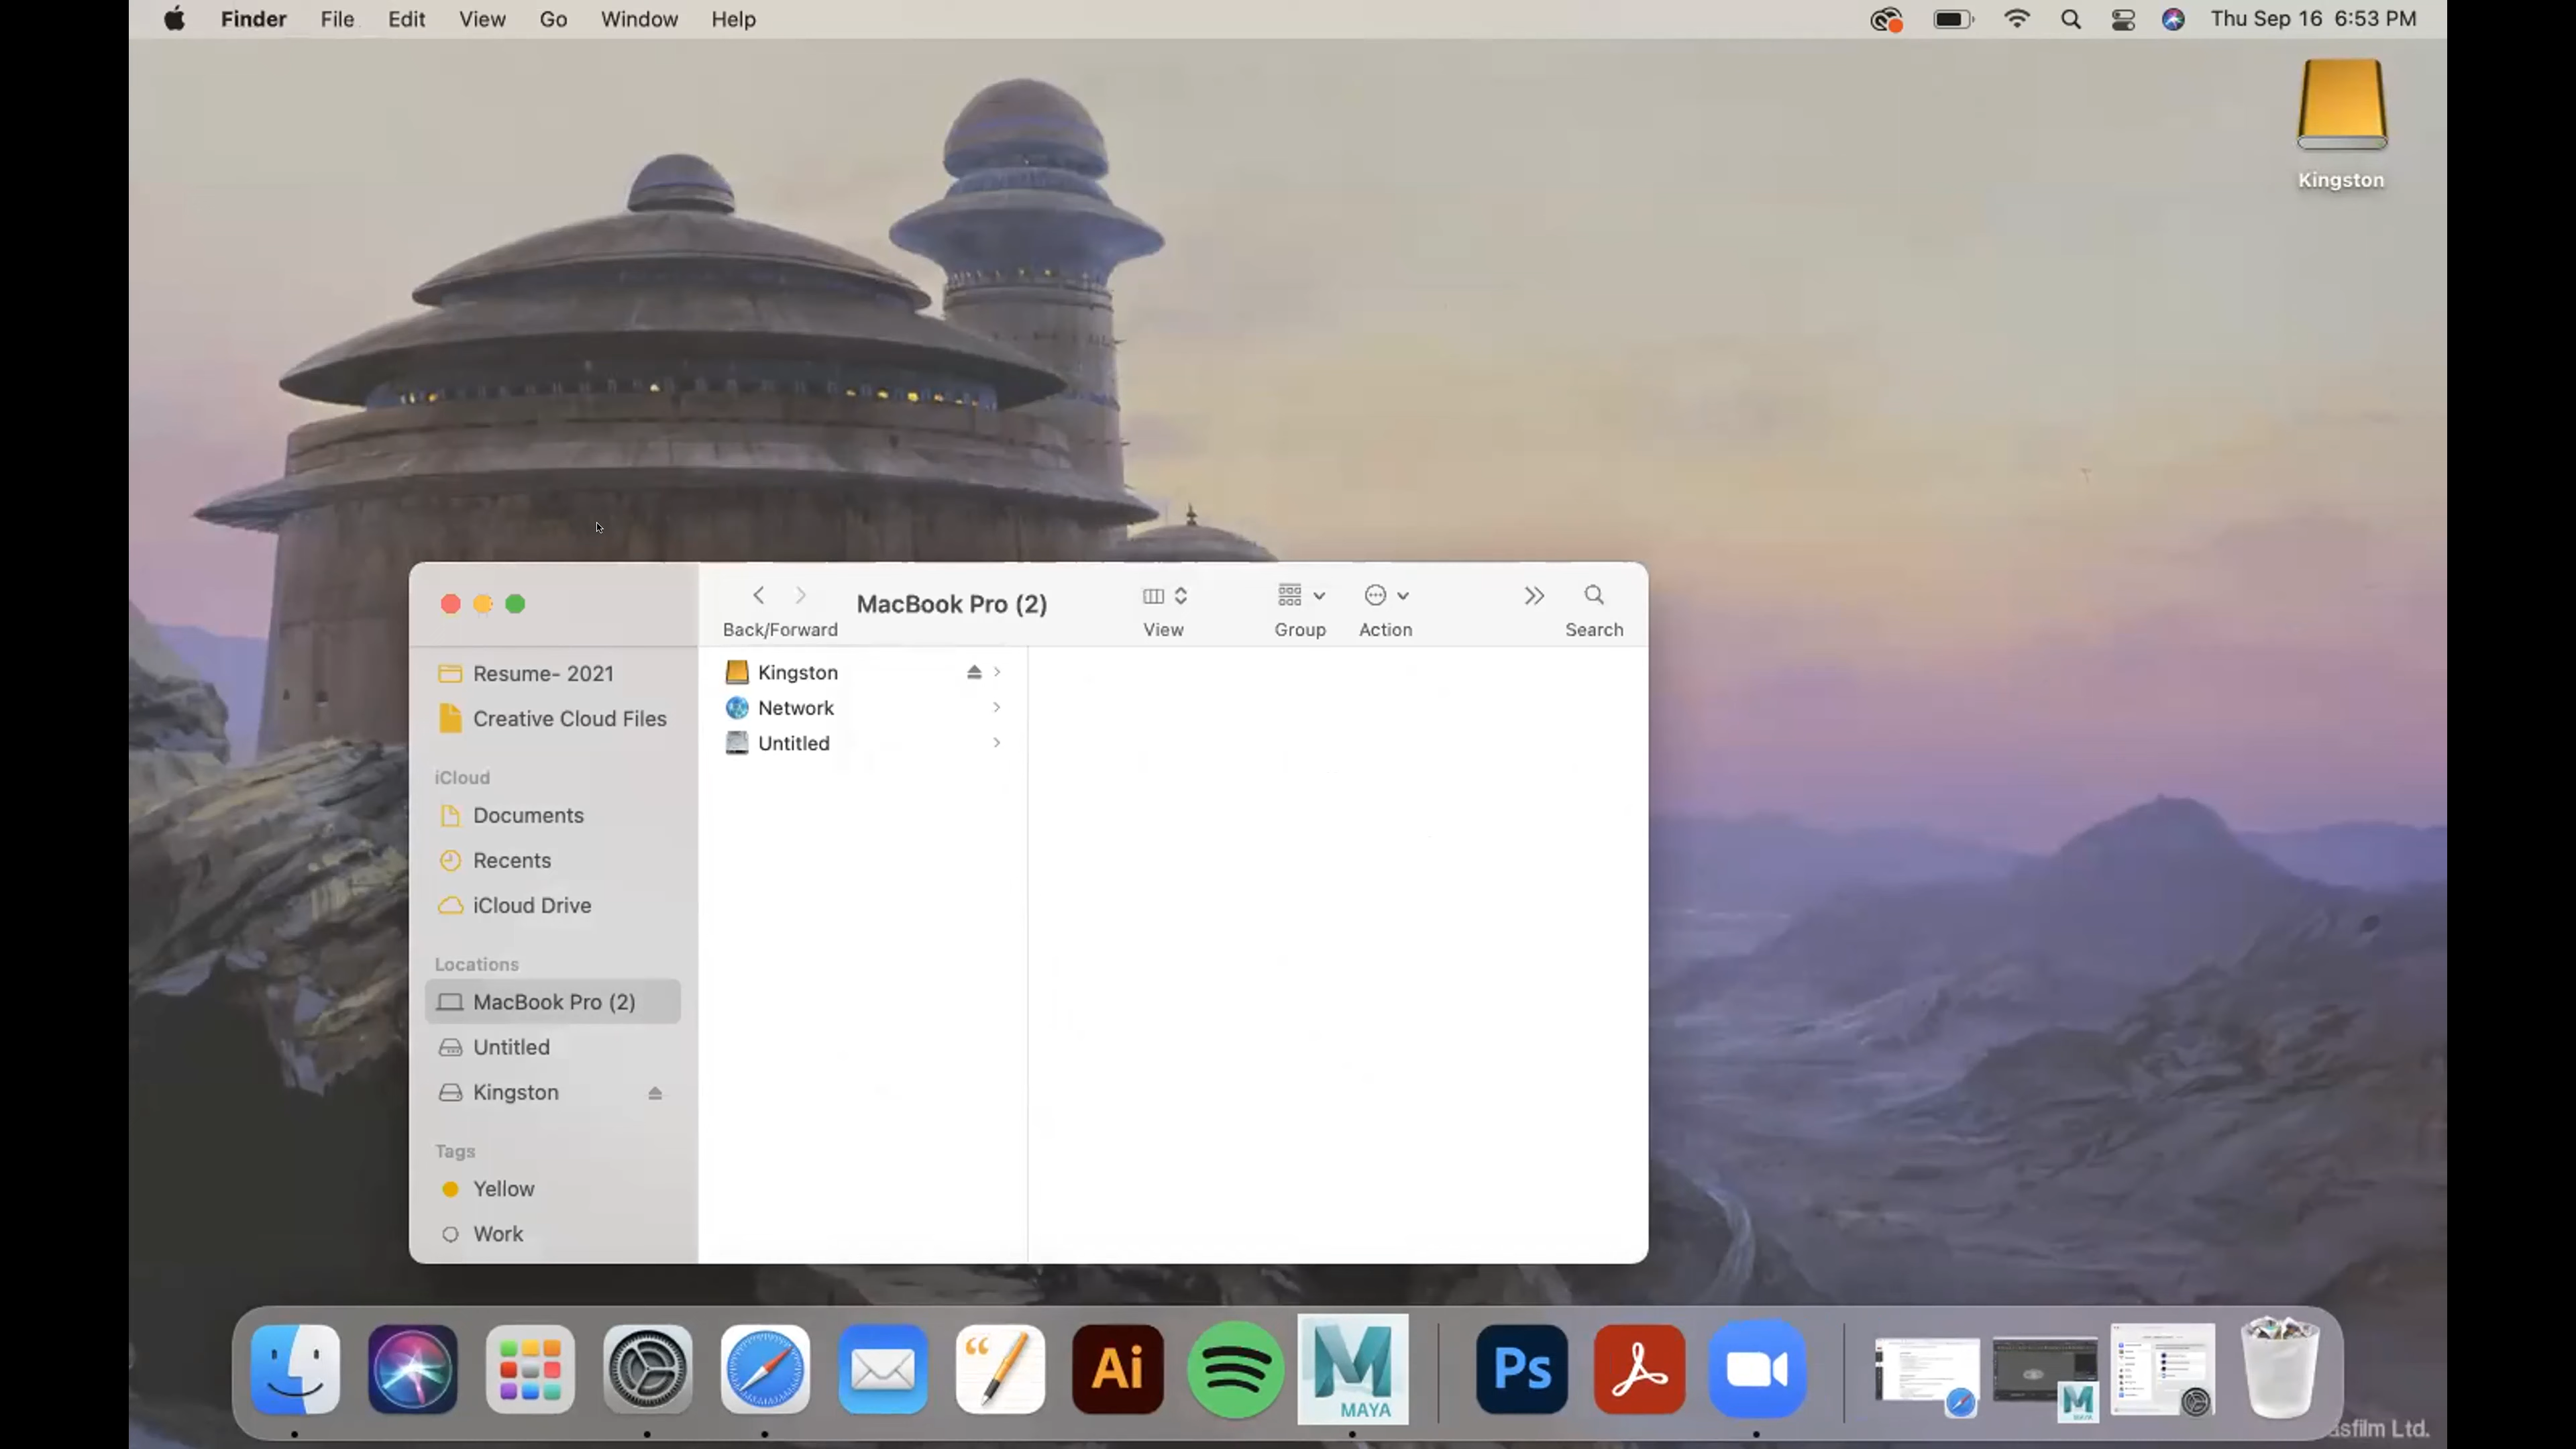 Finder File Edit View Go Window Help Thu Sep 16 6:53 PM
Kingston
MacBook Pro (2)
Back/Forward View Group Action Search
Resume- 2021
Creative Cloud Files
iCloud
Documents
Recents
iCloud Drive
Locations
MacBook Pro (2)
Untitled
Kingston
Tags
Yellow
Work
Kingston
Network
Untitled
Ai
MAYA
Ps
sfilm Ltd.